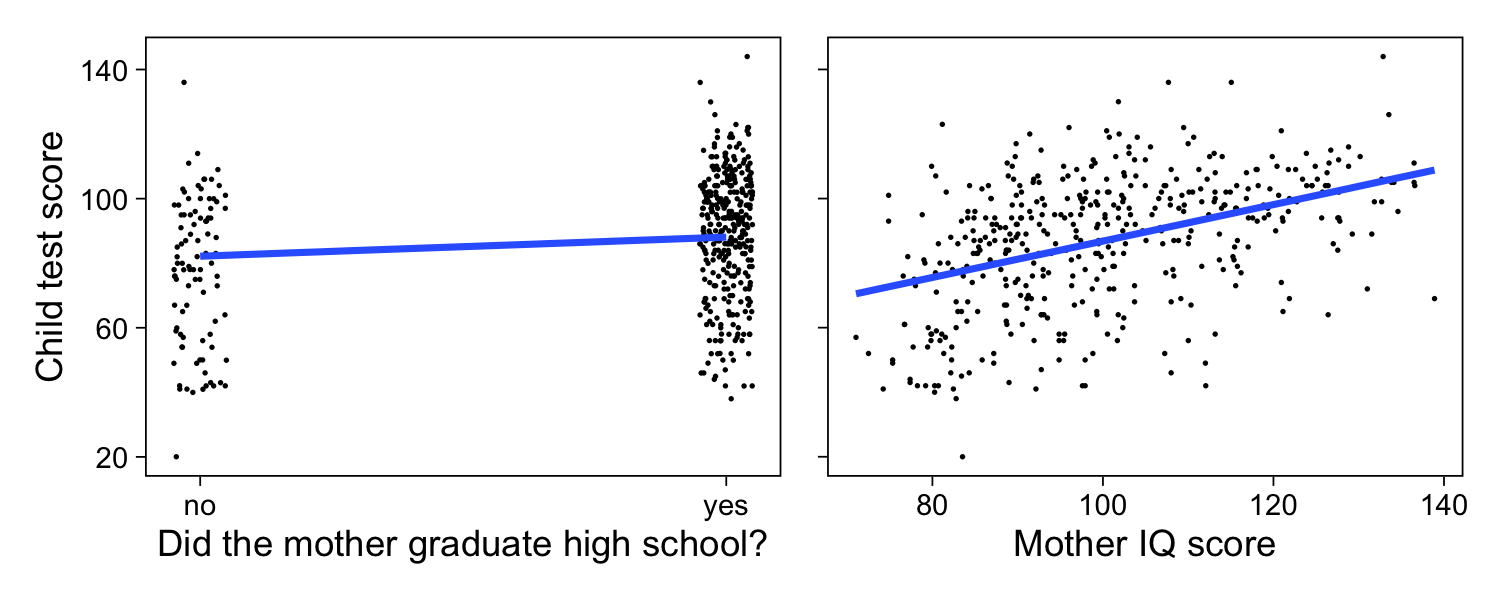 Child test score
140
100
60
20
no yes
Did the mother graduate high school?
80 100 120 140
Mother IQ score